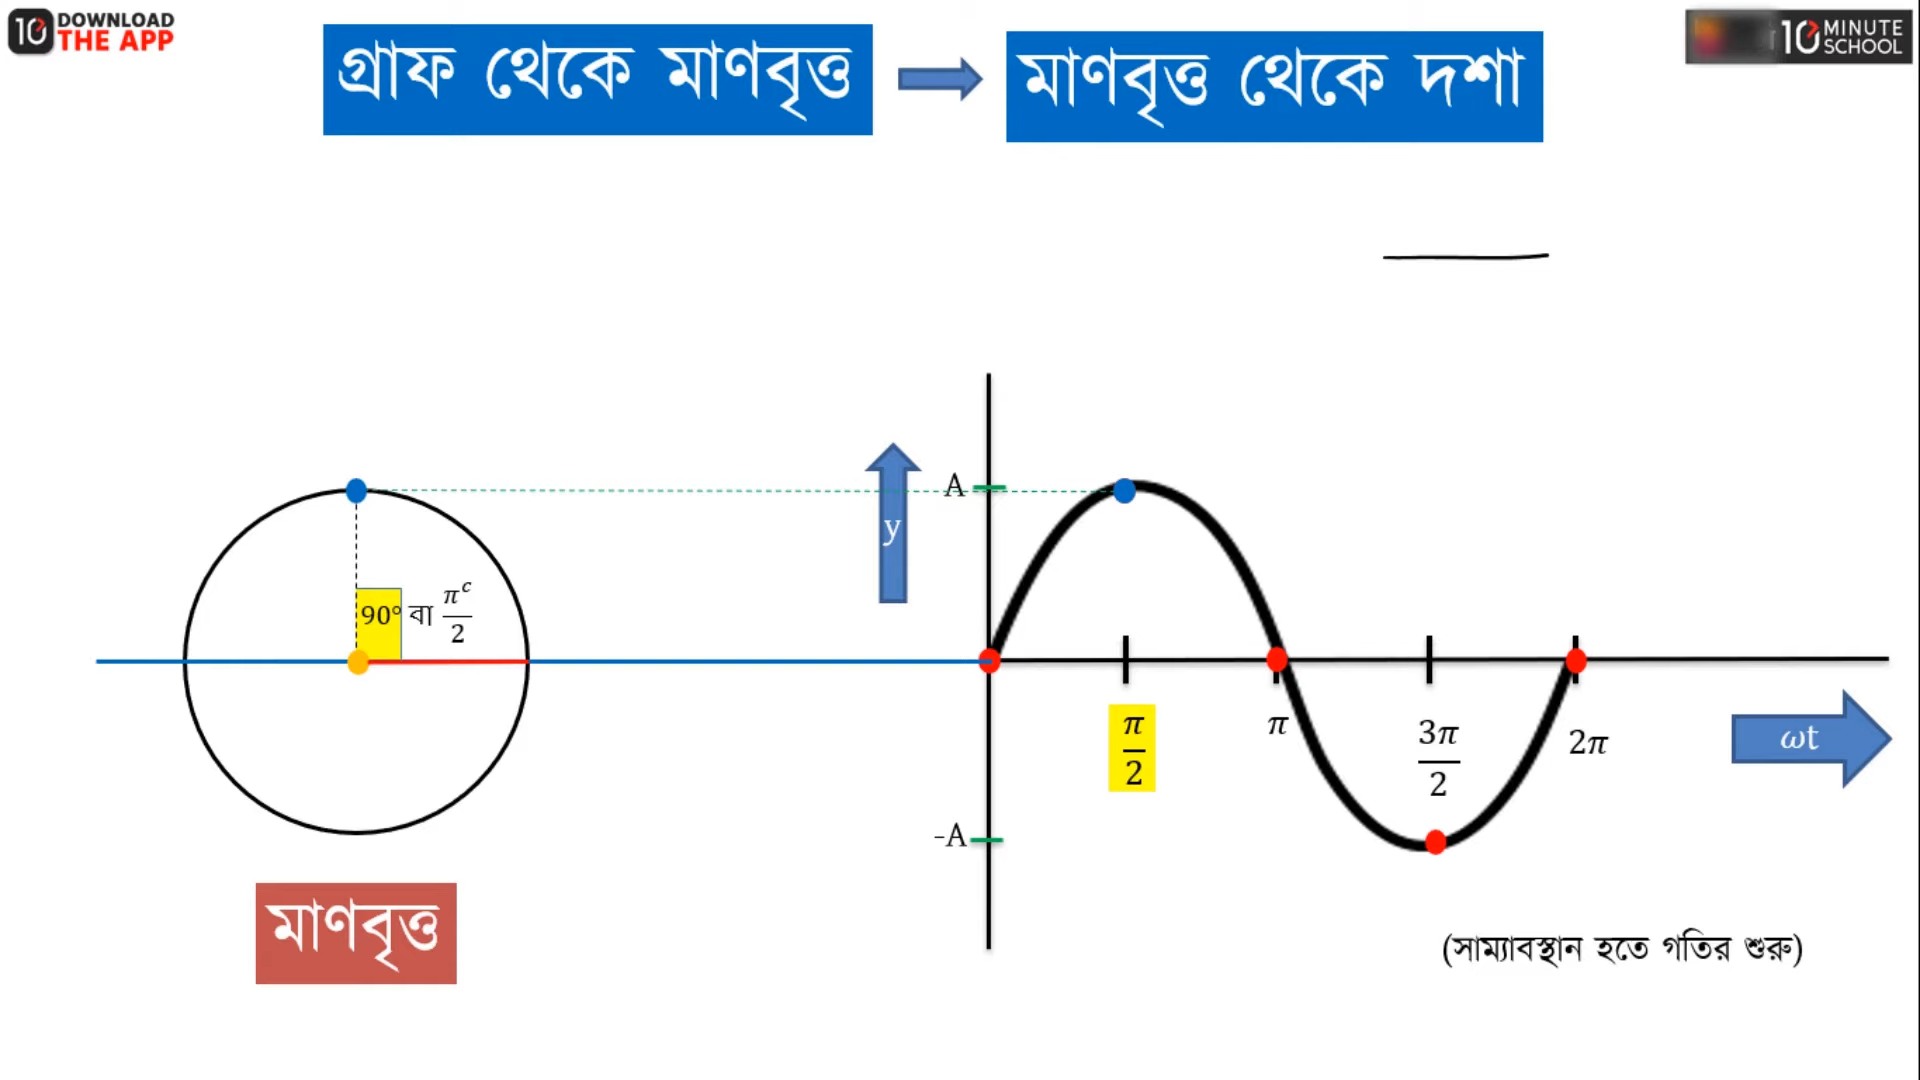 10 DOWNLOAD
THE APP
গ্রাফ থেকে মাণবৃত্ত
মাণবৃত্ত থেকে দশা
10 MINUTE
SCHOOL
A
y
90° বা π^c/2
π/2
π
3π/2
2π
ωt
-A
মাণবৃত্ত
(সাম্যাবস্থান হতে গতির শুরু)